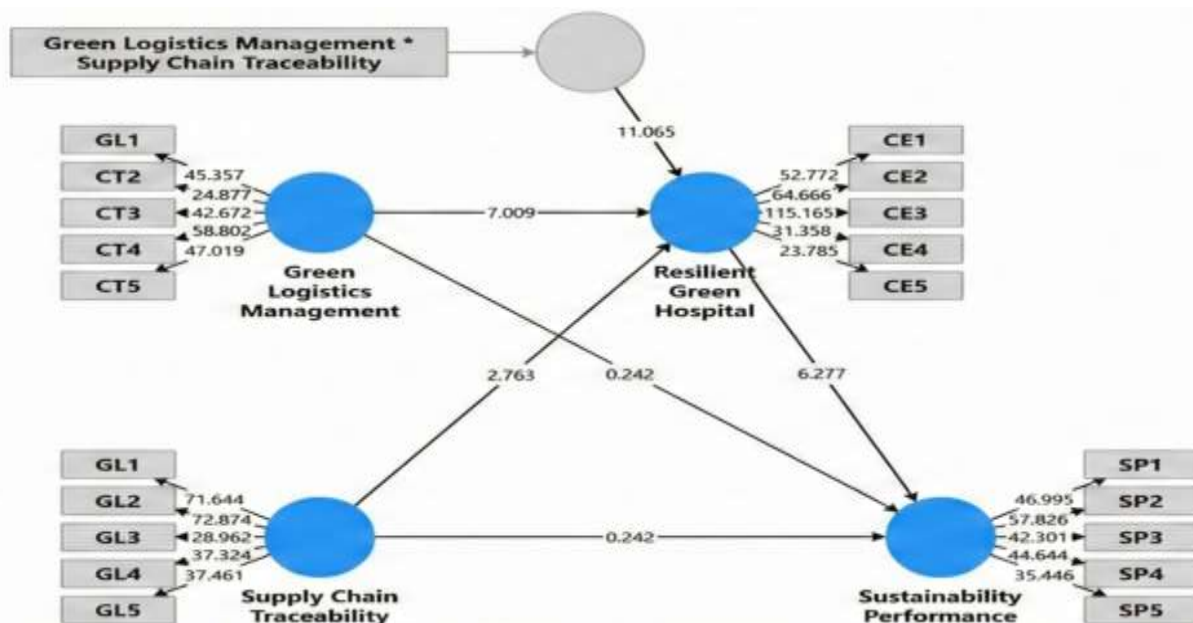 Green Logistics Management *
Supply Chain Traceability
11.065
GL1
CT2
CT3
CT4
CT5
45.357
24.877
42.672
58.802
47.019
Green
Logistics
Management
7.009
Resilient
Green
Hospital
52.772
64.666
115.165
31.358
23.785
CE1
CE2
CE3
CE4
CE5
2.763
0.242
6.277
GL1
GL2
GL3
GL4
GL5
71.644
72.874
28.962
37.324
37.461
Supply Chain
Traceability
0.242
Sustainability
Performance
46.995
57.826
42.301
44.644
35.446
SP1
SP2
SP3
SP4
SP5